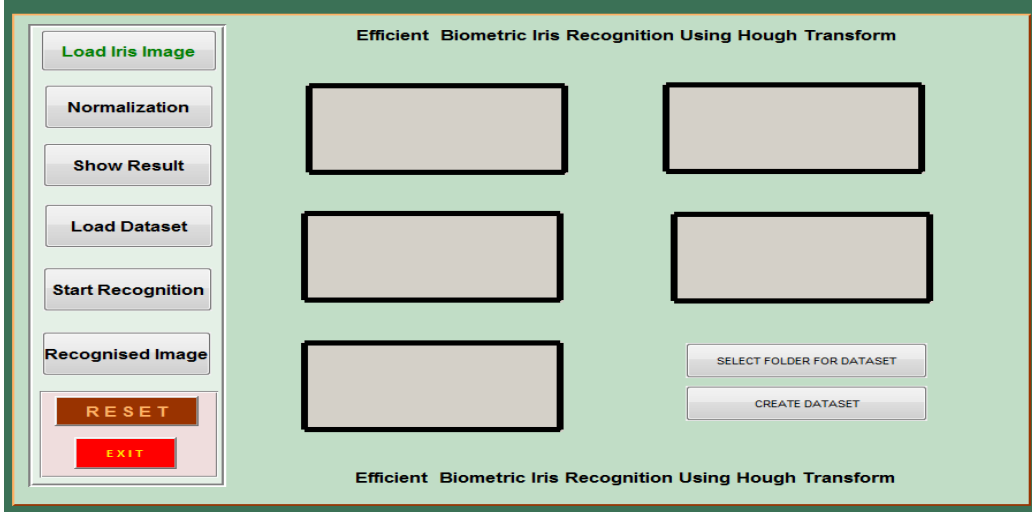 Efficient Biometric Iris Recognition Using Hough Transform
Load Iris Image
Normalization
Show Result
Load Dataset
Start Recognition
Recognised Image
RESET
EXIT
SELECT FOLDER FOR DATASET
CREATE DATASET
Efficient Biometric Iris Recognition Using Hough Transform